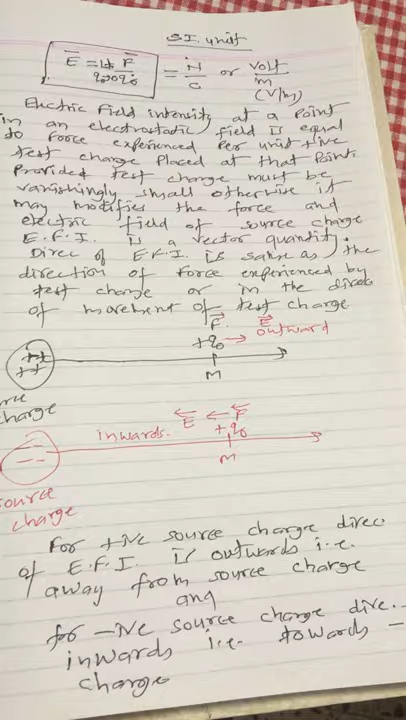 S.I. unit
E⃗ = Lt F⃗ = N or Volt
q₀→0 q₀ C m
(V/m)
Electric Field intensity at a Point
in an electrostatic field is equal
to Force experienced Per unit +ive
test charge Placed at that Point.
Provided test charge must be
vanishingly small otherwise it
may modifies the force and
electric field of source charge
E.F.I. is a vector quantity.
Direc of E.F.I. is same as the
direction of Force experienced by
test charge or in the direc
of movement of test charge
F⃗ E⃗
+q₀ → outward
++
++
M
charge
E⃗ ← F⃗
inwards. +q₀
– –
M
source
charge
For +ive source charge direc
of E.F.I. is outwards i.e.
away from source charge
and
for -ive source charge dire..
inwards i.e. towards -
charge